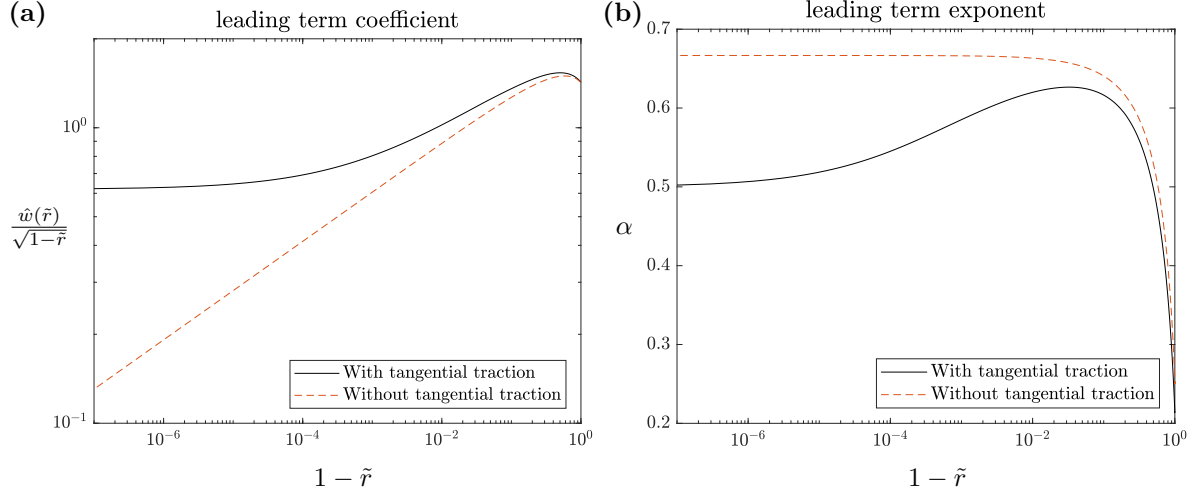 (a)
leading term coefficient
10^0
ŵ(r̃)
√1−r̃
10^-1
10^-6
10^-4
10^-2
10^0
1 − r̃
With tangential traction
Without tangential traction
(b)
leading term exponent
0.7
0.6
0.5
α
0.4
0.3
0.2
10^-6
10^-4
10^-2
10^0
1 − r̃
With tangential traction
Without tangential traction